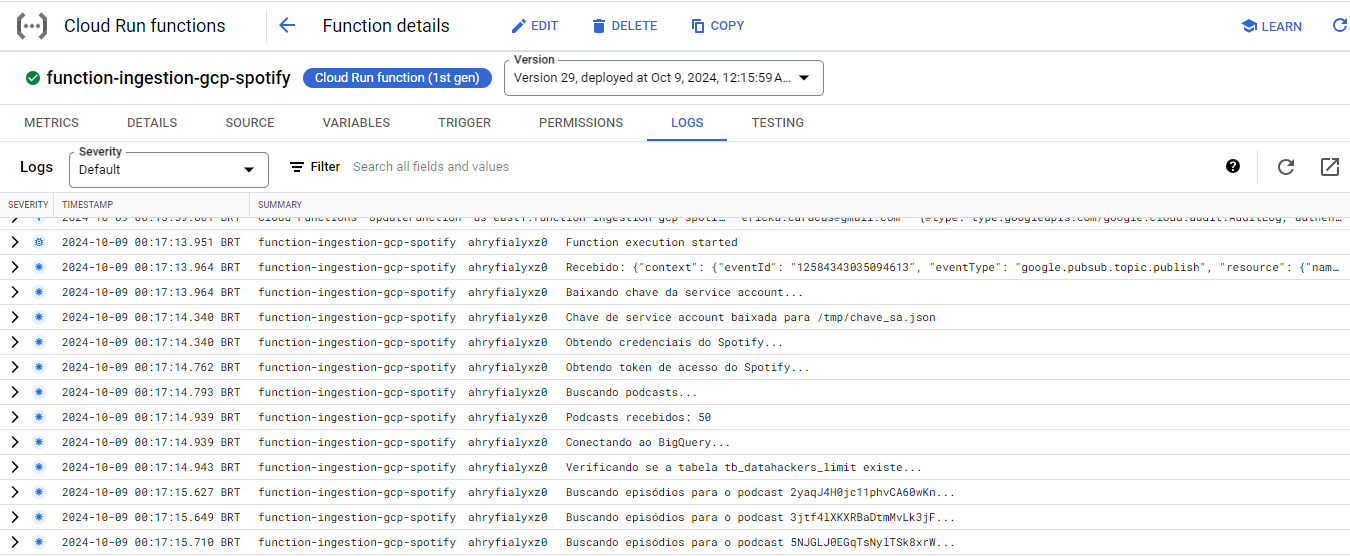 Cloud Run functions Function details EDIT DELETE COPY LEARN
function-ingestion-gcp-spotify Cloud Run function (1st gen) Version Version 29, deployed at Oct 9, 2024, 12:15:59 A...
METRICS DETAILS SOURCE VARIABLES TRIGGER PERMISSIONS LOGS TESTING
Logs Severity Default Filter Search all fields and values
SEVERITY TIMESTAMP SUMMARY
2024-10-09 00:17:13.951 BRT function-ingestion-gcp-spotify ahryfialyxz0 Function execution started
2024-10-09 00:17:13.964 BRT function-ingestion-gcp-spotify ahryfialyxz0 Recebido: {"context": {"eventId": "12584343035094613", "eventType": "google.pubsub.topic.publish", "resource": {"nam…
2024-10-09 00:17:13.964 BRT function-ingestion-gcp-spotify ahryfialyxz0 Baixando chave da service account...
2024-10-09 00:17:14.340 BRT function-ingestion-gcp-spotify ahryfialyxz0 Chave de service account baixada para /tmp/chave_sa.json
2024-10-09 00:17:14.340 BRT function-ingestion-gcp-spotify ahryfialyxz0 Obtendo credenciais do Spotify...
2024-10-09 00:17:14.762 BRT function-ingestion-gcp-spotify ahryfialyxz0 Obtendo token de acesso do Spotify...
2024-10-09 00:17:14.793 BRT function-ingestion-gcp-spotify ahryfialyxz0 Buscando podcasts...
2024-10-09 00:17:14.939 BRT function-ingestion-gcp-spotify ahryfialyxz0 Podcasts recebidos: 50
2024-10-09 00:17:14.939 BRT function-ingestion-gcp-spotify ahryfialyxz0 Conectando ao BigQuery...
2024-10-09 00:17:14.943 BRT function-ingestion-gcp-spotify ahryfialyxz0 Verificando se a tabela tb_datahackers_limit existe...
2024-10-09 00:17:15.627 BRT function-ingestion-gcp-spotify ahryfialyxz0 Buscando episódios para o podcast 2yaqJ4H0jc11phvCA60wKn...
2024-10-09 00:17:15.649 BRT function-ingestion-gcp-spotify ahryfialyxz0 Buscando episódios para o podcast 3jtf4lXKXRBaDtmMvLk3jF...
2024-10-09 00:17:15.710 BRT function-ingestion-gcp-spotify ahryfialyxz0 Buscando episódios para o podcast 5NJGLJ0EGqTsNylTSk8xrW...